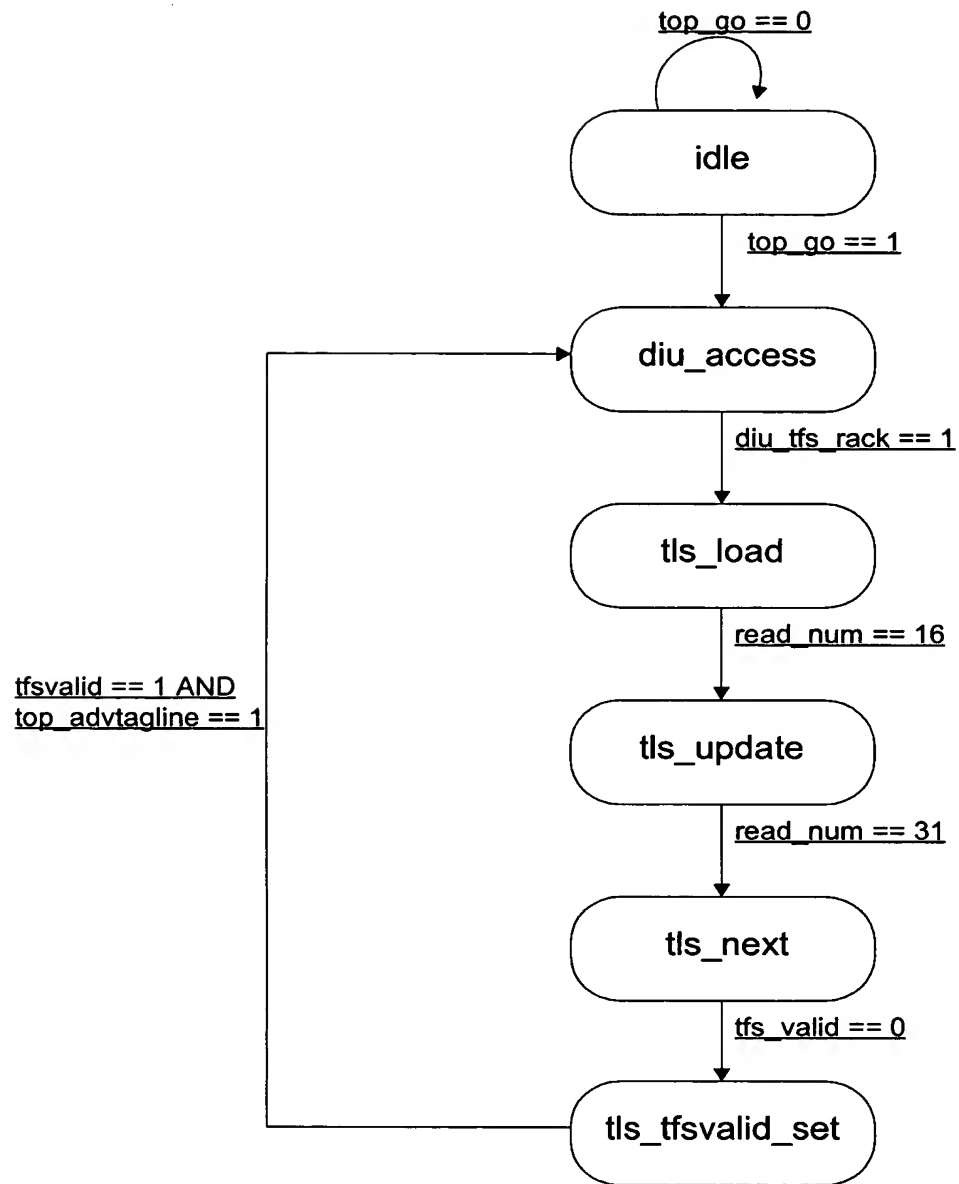 top_go == 0
idle
top_go == 1
diu_access
diu_tfs_rack == 1
tls_load
read_num == 16
tfsvalid == 1 AND
top_advtagline == 1
tls_update
read_num == 31
tls_next
tfs_valid == 0
tls_tfsvalid_set